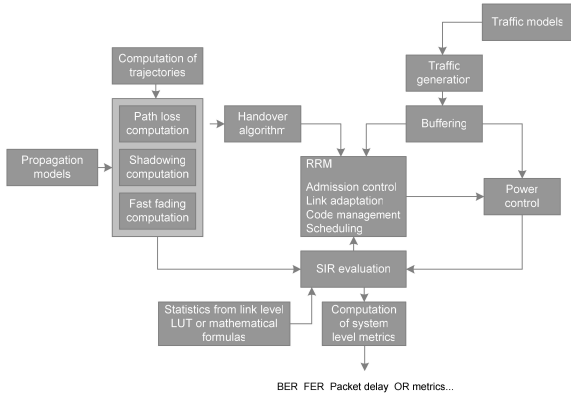 Traffic models
Computation of
trajectories
Traffic
generation
Path loss
computation
Handover
algorithm
Buffering
Propagation
models
Shadowing
computation
RRM
Admission control
Link adaptation
Code management
Scheduling
Power
control
Fast fading
computation
SIR evaluation
Statistics from link level
LUT or mathematical
formulas
Computation
of system
level metrics
BER FER Packet delay OR metrics...